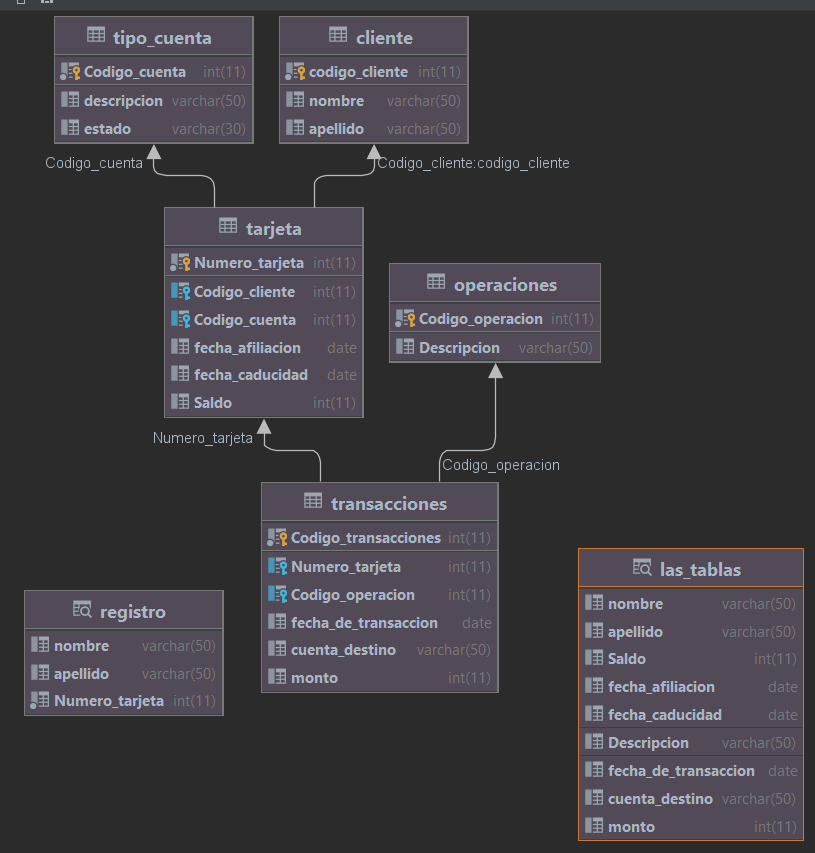 tipo_cuenta
Codigo_cuenta int(11)
descripcion varchar(50)
estado varchar(30)
cliente
codigo_cliente int(11)
nombre varchar(50)
apellido varchar(50)
Codigo_cuenta
Codigo_cliente:codigo_cliente
tarjeta
Numero_tarjeta int(11)
Codigo_cliente int(11)
Codigo_cuenta int(11)
fecha_afiliacion date
fecha_caducidad date
Saldo int(11)
operaciones
Codigo_operacion int(11)
Descripcion varchar(50)
Numero_tarjeta
Codigo_operacion
transacciones
Codigo_transacciones int(11)
Numero_tarjeta int(11)
Codigo_operacion int(11)
fecha_de_transaccion date
cuenta_destino varchar(50)
monto int(11)
registro
nombre varchar(50)
apellido varchar(50)
Numero_tarjeta int(11)
las_tablas
nombre varchar(50)
apellido varchar(50)
Saldo int(11)
fecha_afiliacion date
fecha_caducidad date
Descripcion varchar(50)
fecha_de_transaccion date
cuenta_destino varchar(50)
monto int(11)